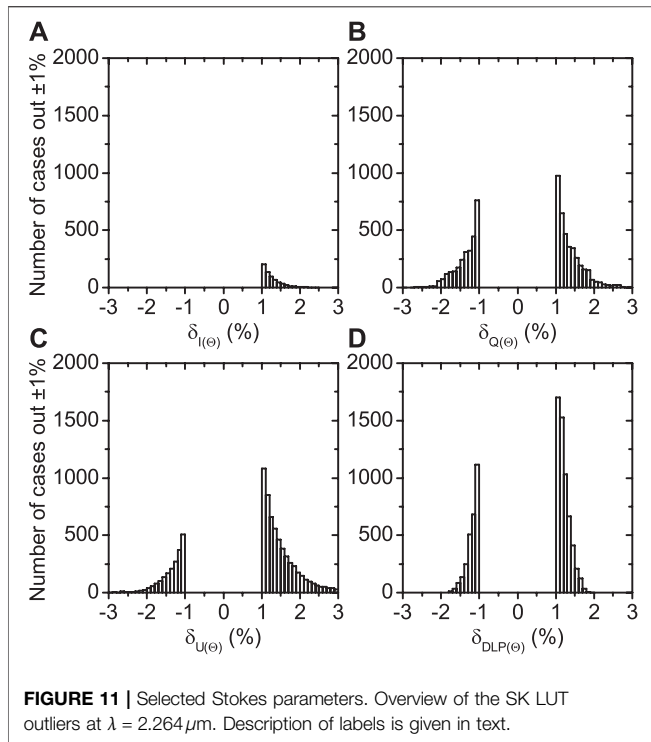 A
2000
1500
1000
500
0
Number of cases out ±1%
-3 -2 -1 0 1 2 3
δI(Θ) (%)
B
2000
1500
1000
500
0
-3 -2 -1 0 1 2 3
δQ(Θ) (%)
C
2000
1500
1000
500
0
Number of cases out ±1%
-3 -2 -1 0 1 2 3
δU(Θ) (%)
D
2000
1500
1000
500
0
-3 -2 -1 0 1 2 3
δDLP(Θ) (%)
FIGURE 11 | Selected Stokes parameters. Overview of the SK LUT
outliers at λ = 2.264 μm. Description of labels is given in text.